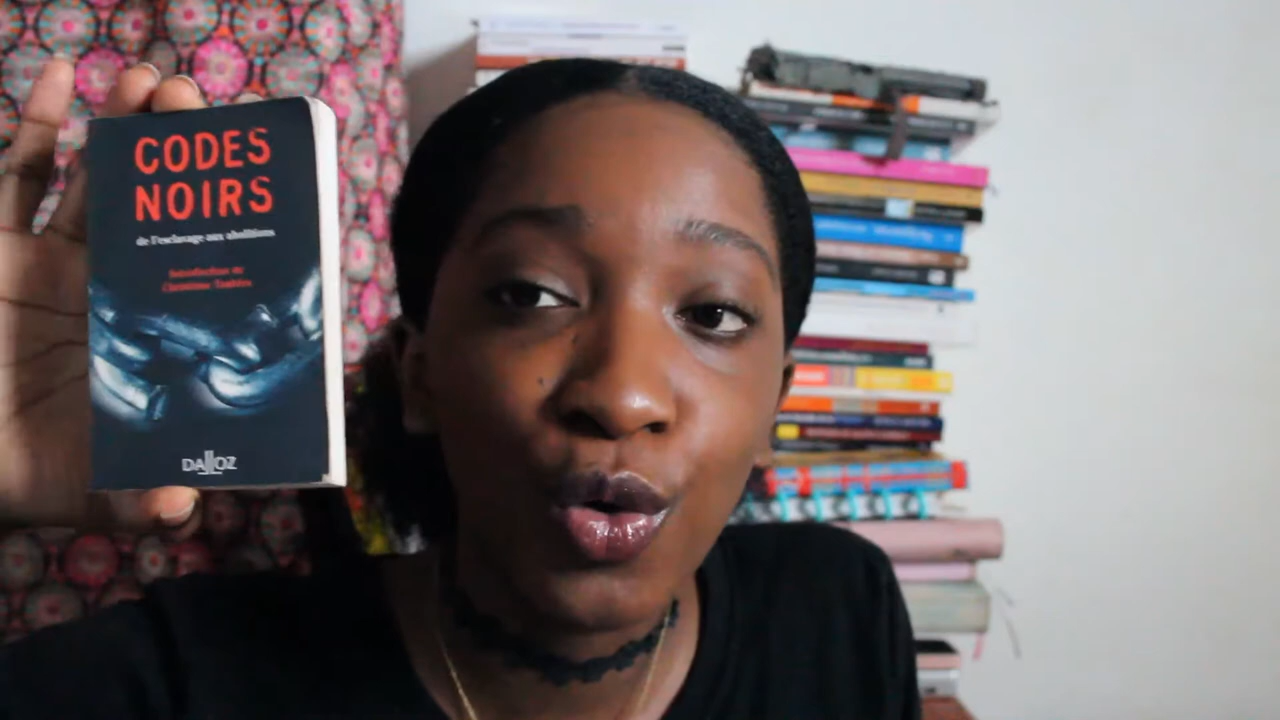 CODES
NOIRS
de l'esclavage aux abolitions
Introduction de
Christiane Taubira
DALLOZ